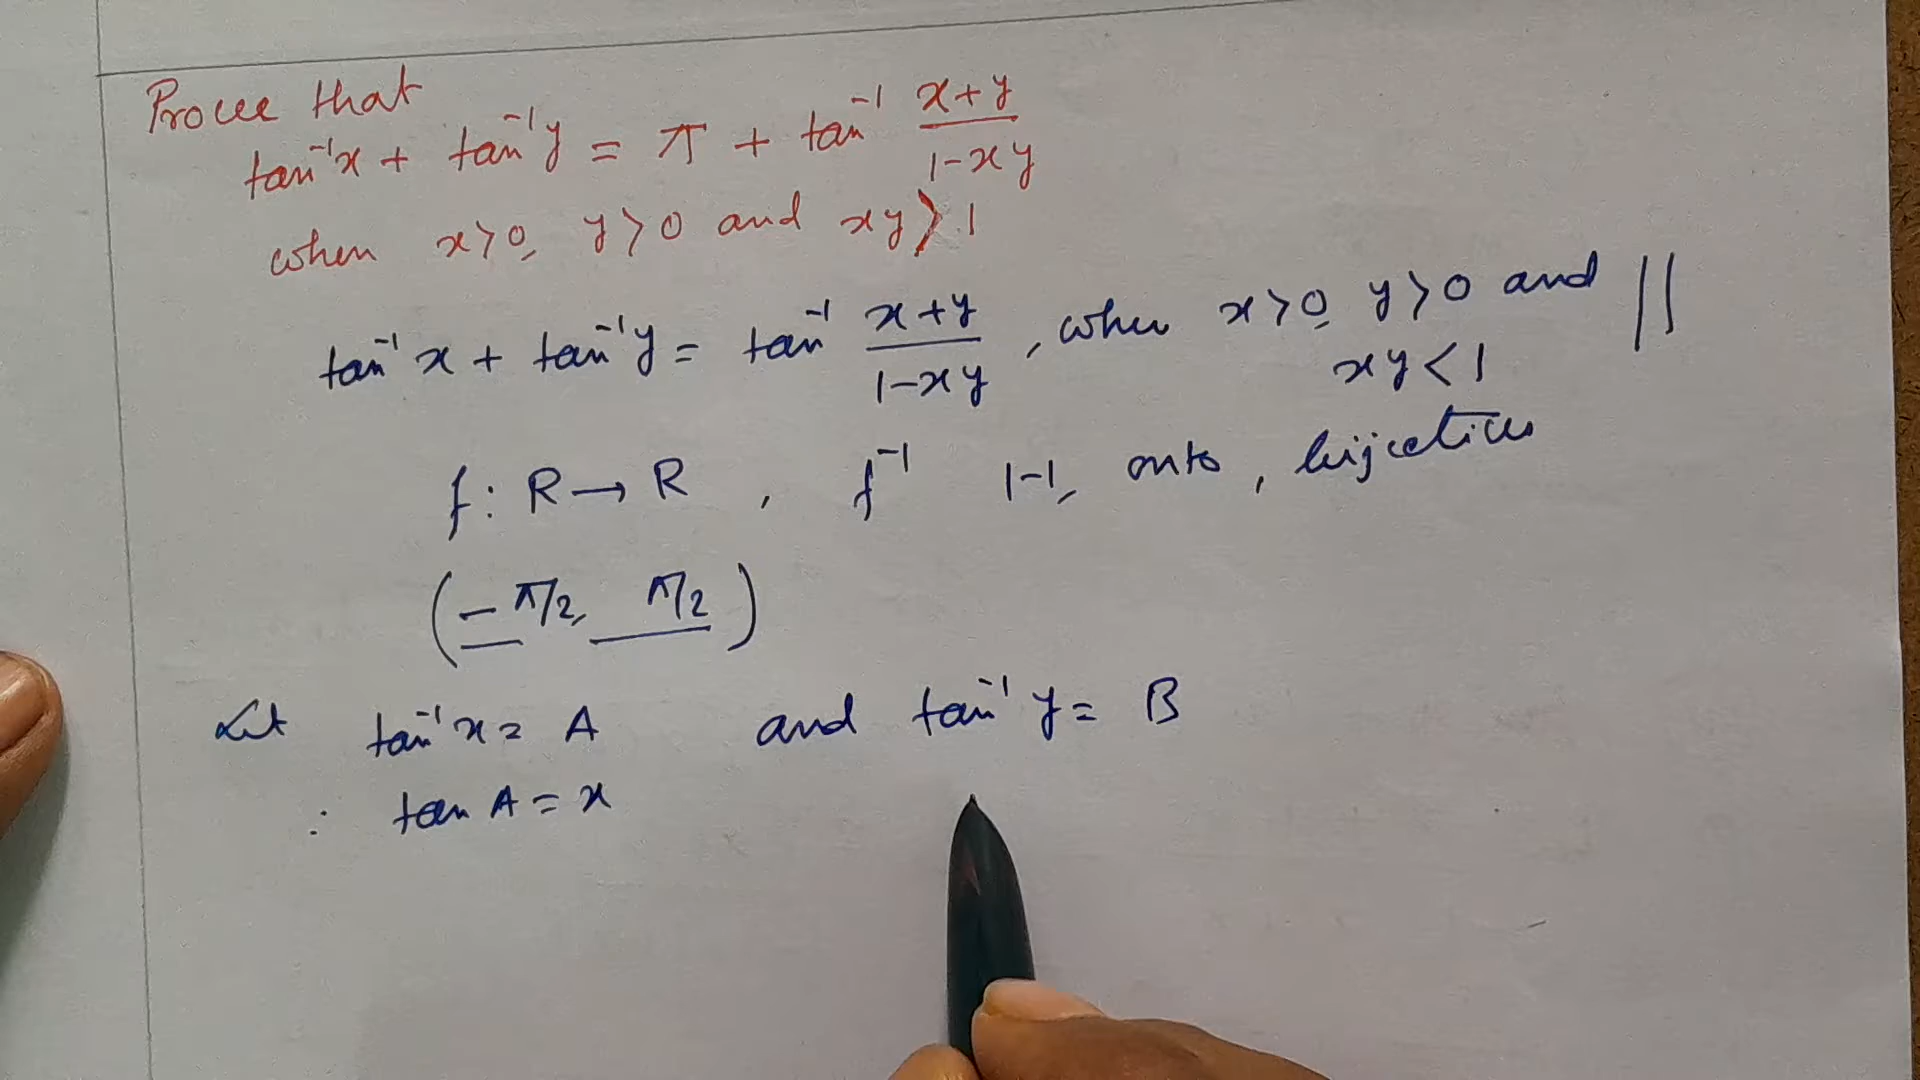 Prove that
tan⁻¹x + tan⁻¹y = π + tan⁻¹ (x+y)/(1-xy)
when x>0, y>0 and xy>1
tan⁻¹x + tan⁻¹y = tan⁻¹ (x+y)/(1-xy), when x>0, y>0 and ||
xy<1
f: R→R, f⁻¹ 1-1, onto, bijective
(-π/2, π/2)
Let tan⁻¹x = A and tan⁻¹y = B
∴ tan A = x